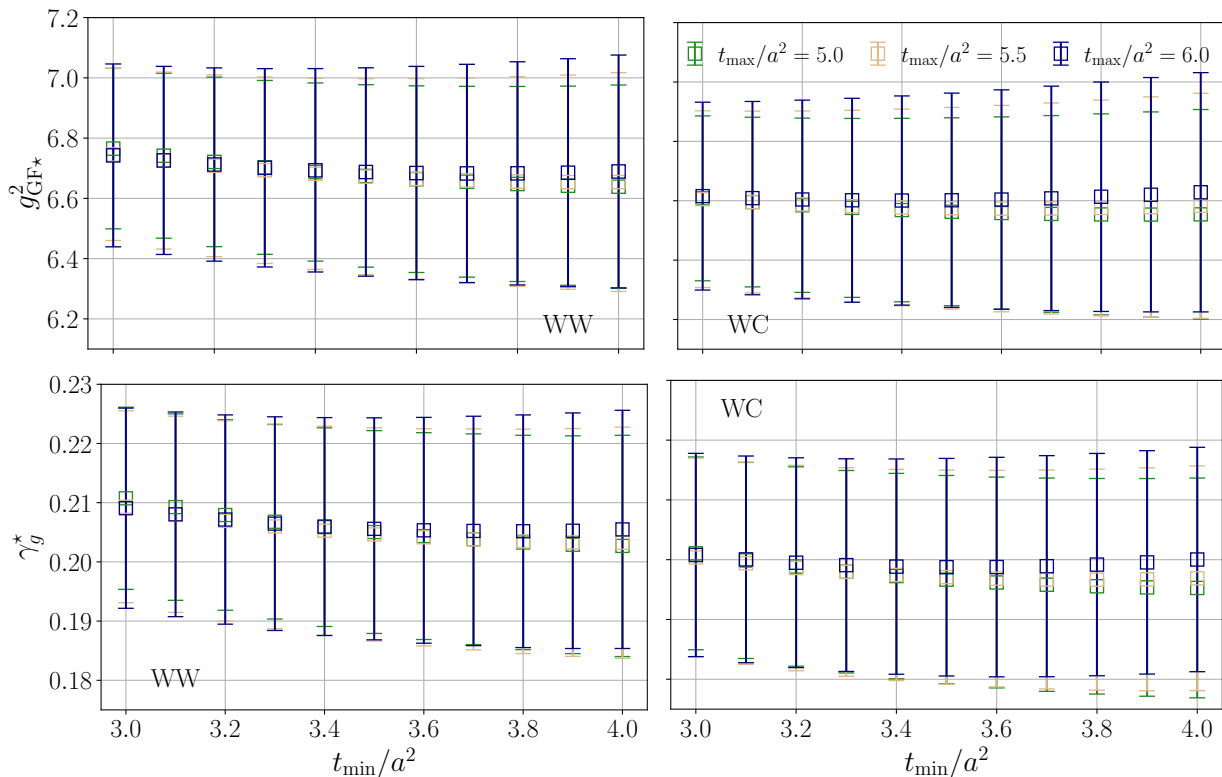 7.2
7.0
6.8
6.6
6.4
6.2
g²_GF⋆
WW
t_max/a² = 5.0 t_max/a² = 5.5 t_max/a² = 6.0
WC
0.23
0.22
0.21
0.20
0.19
0.18
γ_g^⋆
WW
WC
3.0 3.2 3.4 3.6 3.8 4.0
t_min/a²
3.0 3.2 3.4 3.6 3.8 4.0
t_min/a²